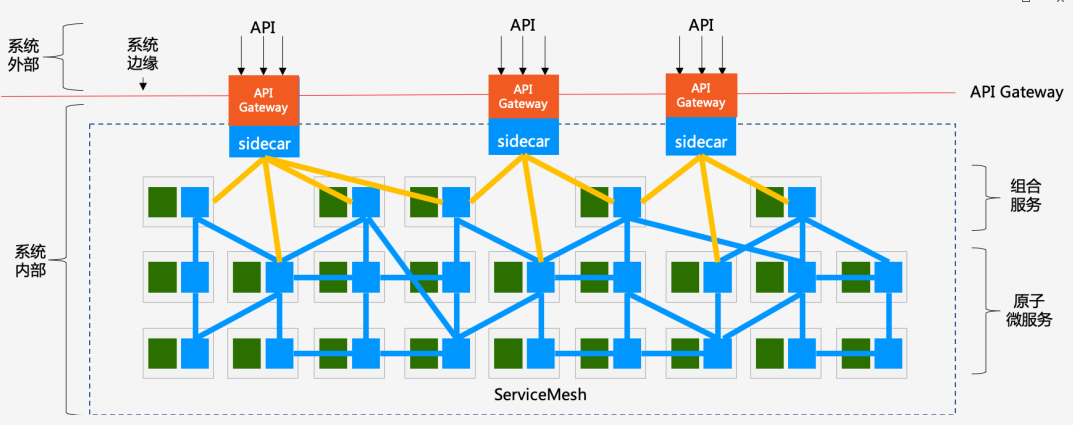 系统
外部
系统
边缘
API
API
API
API
Gateway
API
Gateway
API
Gateway
API Gateway
sidecar
sidecar
sidecar
组合
服务
系统
内部
原子
微服务
ServiceMesh